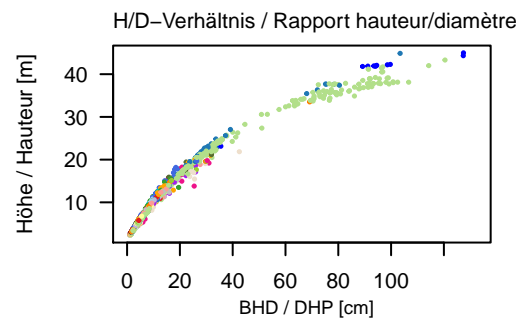 H/D−Verhältnis / Rapport hauteur/diamètre
Höhe / Hauteur [m]
40
30
20
10
0 20 40 60 80 100
BHD / DHP [cm]